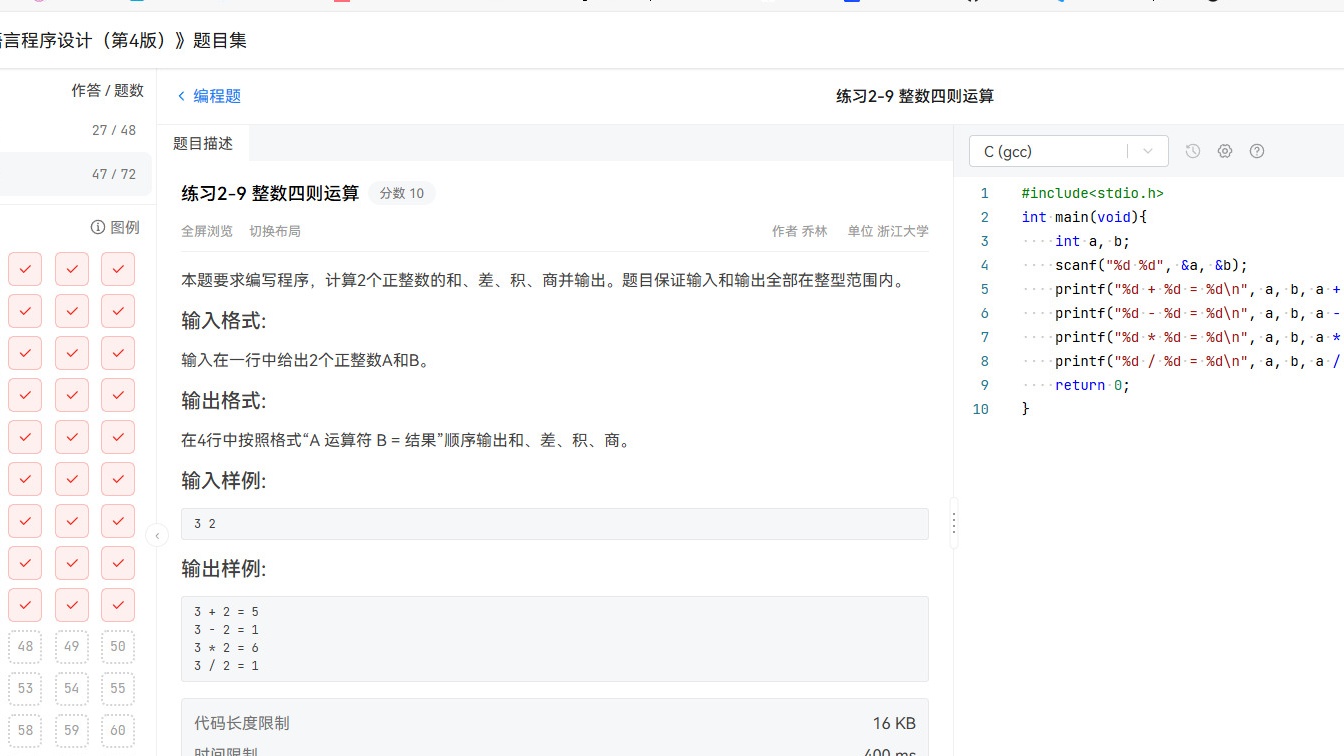 言程序设计（第4版）》题目集
作答 / 题数
27 / 48
47 / 72
图例
48 49 50
53 54 55
58 59 60
编程题
练习2-9 整数四则运算
题目描述
练习2-9 整数四则运算
分数 10
全屏浏览 切换布局
作者 乔林 单位 浙江大学
本题要求编写程序，计算2个正整数的和、差、积、商并输出。题目保证输入和输出全部在整型范围内。
输入格式:
输入在一行中给出2个正整数A和B。
输出格式:
在4行中按照格式“A 运算符 B = 结果”顺序输出和、差、积、商。
输入样例:
3 2
输出样例:
3 + 2 = 5
3 - 2 = 1
3 * 2 = 6
3 / 2 = 1
代码长度限制 16 KB
时间限制 400 ms
C (gcc)
1 #include<stdio.h>
2 int main(void){
3 int a, b;
4 scanf("%d %d", &a, &b);
5 printf("%d + %d = %d\n", a, b, a +
6 printf("%d - %d = %d\n", a, b, a -
7 printf("%d * %d = %d\n", a, b, a *
8 printf("%d / %d = %d\n", a, b, a /
9 return 0;
10 }